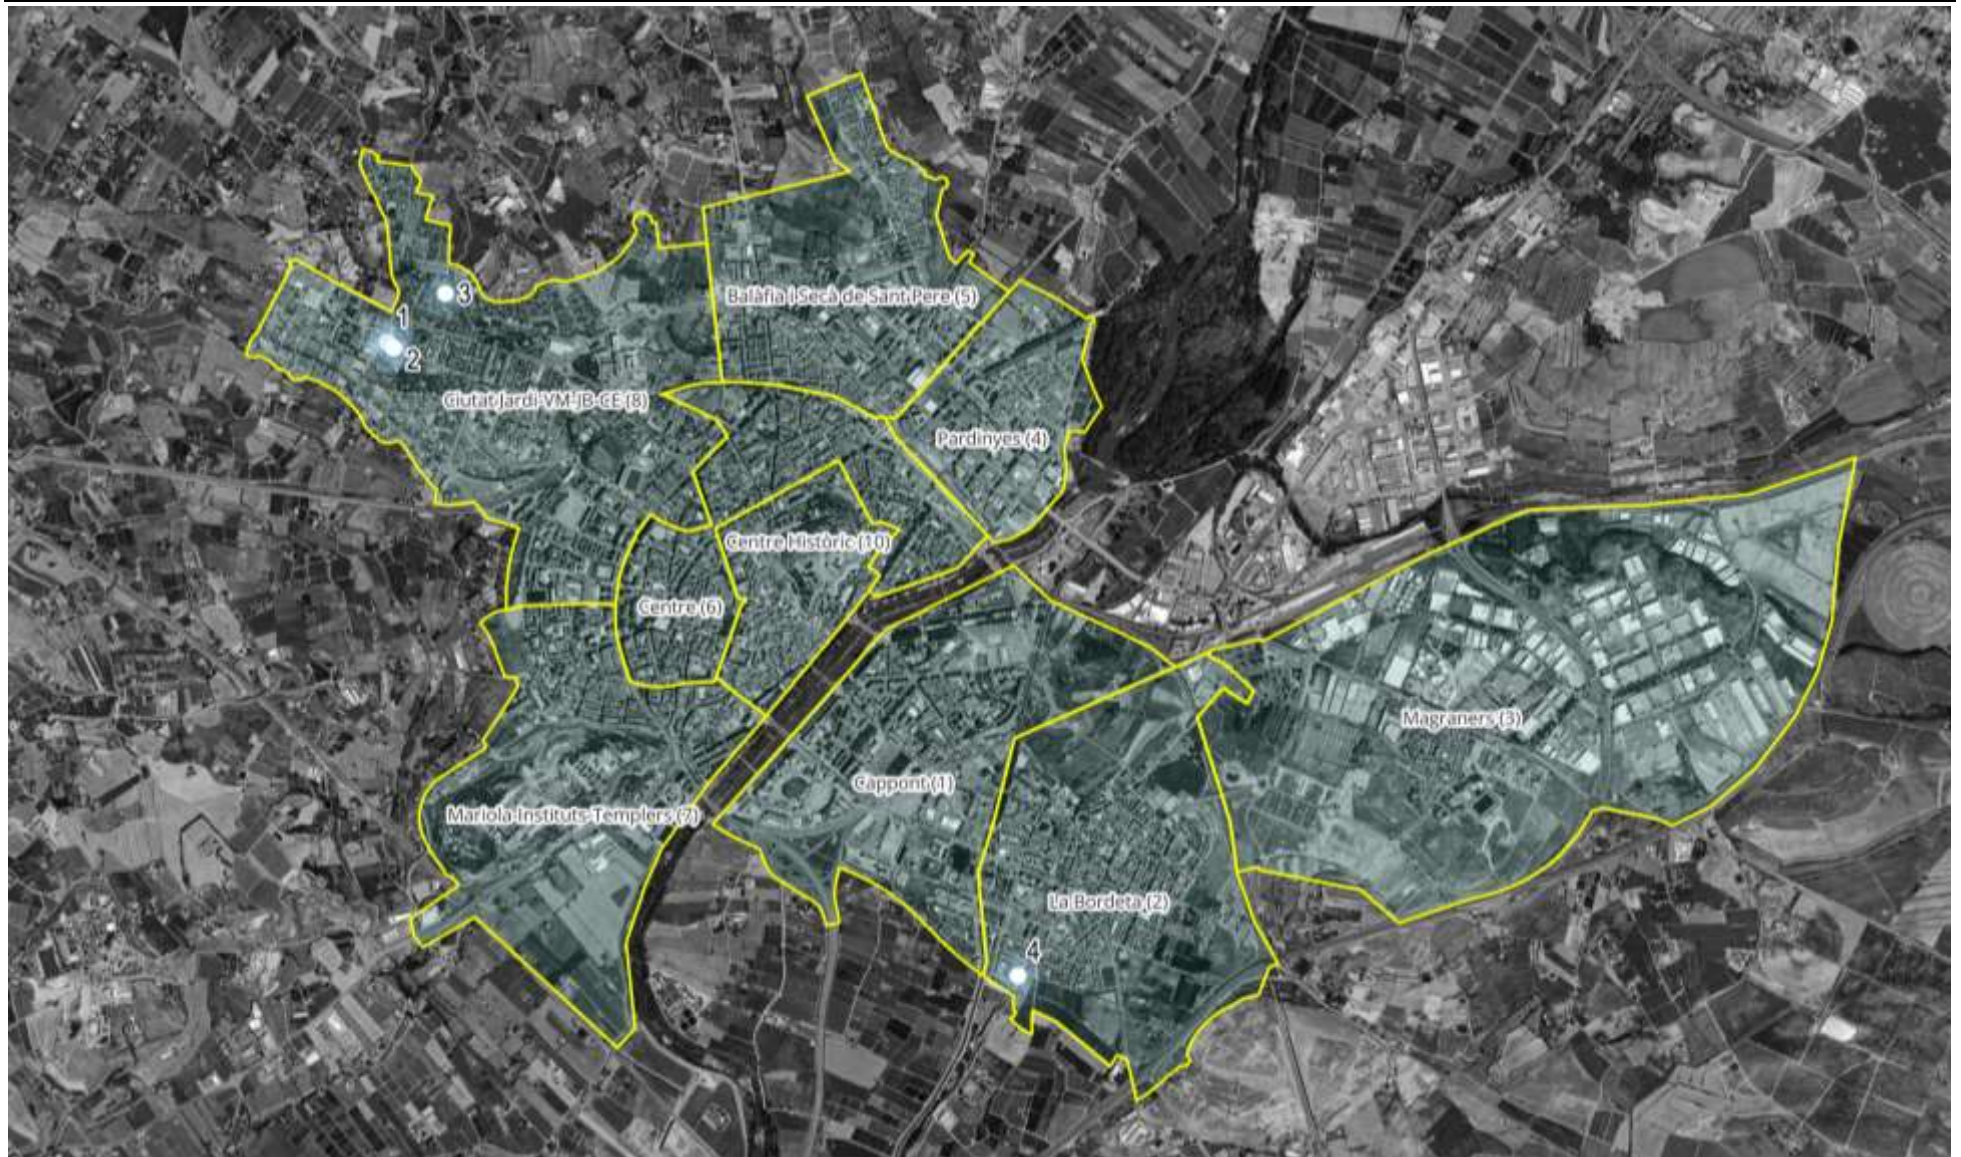 3
Balàfia i Secà de Sant Pere (5)
1
2
Ciutat Jardí-VM-JB-CE (8)
Pardinyes (4)
Centre Històric (10)
Centre (6)
Magraners (3)
Cappont (1)
Mariola-Instituts-Templers (7)
La Bordeta (2)
4